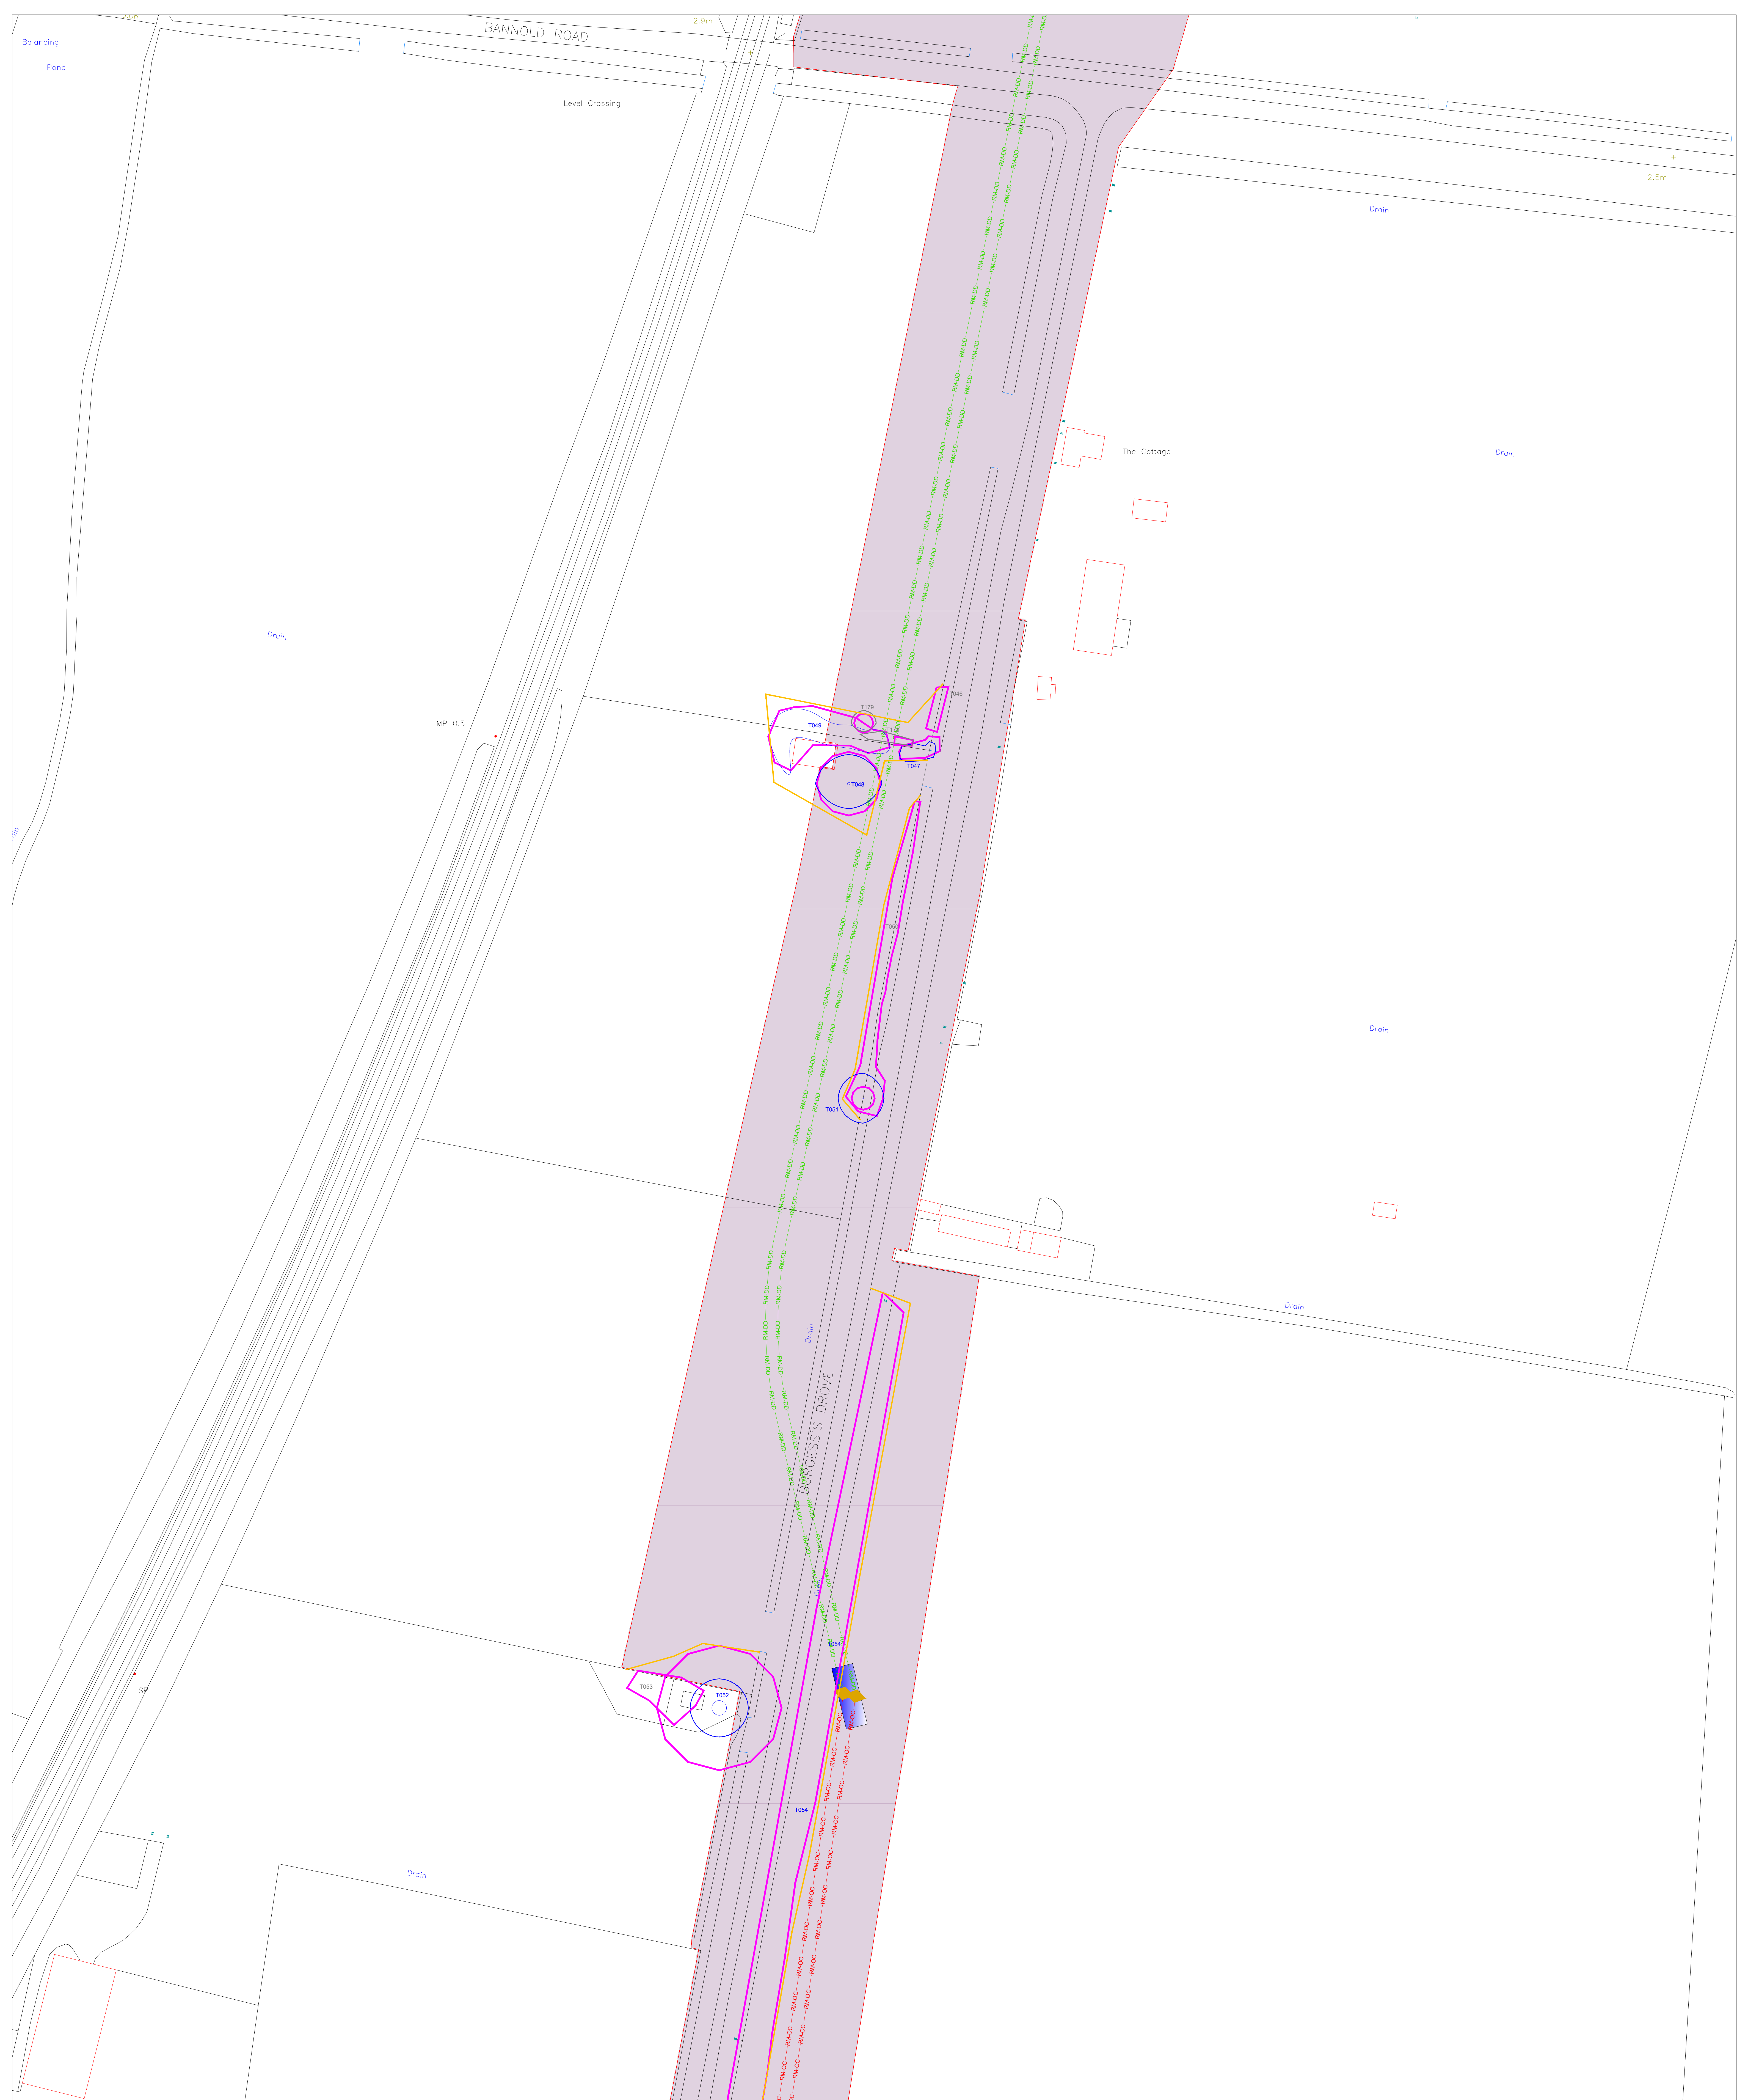 2.9m
BANNOLD ROAD
Balancing
Pond
Level Crossing
2.5m
Drain
The Cottage
Drain
Drain
MP 0.5
T046
T179
T049
T047
T048
Drain
T051
Drain
Drain
BURGESS'S DROVE
Drain
T054
T053
T052
SP
T054
Drain
RM-DD
RM-OC